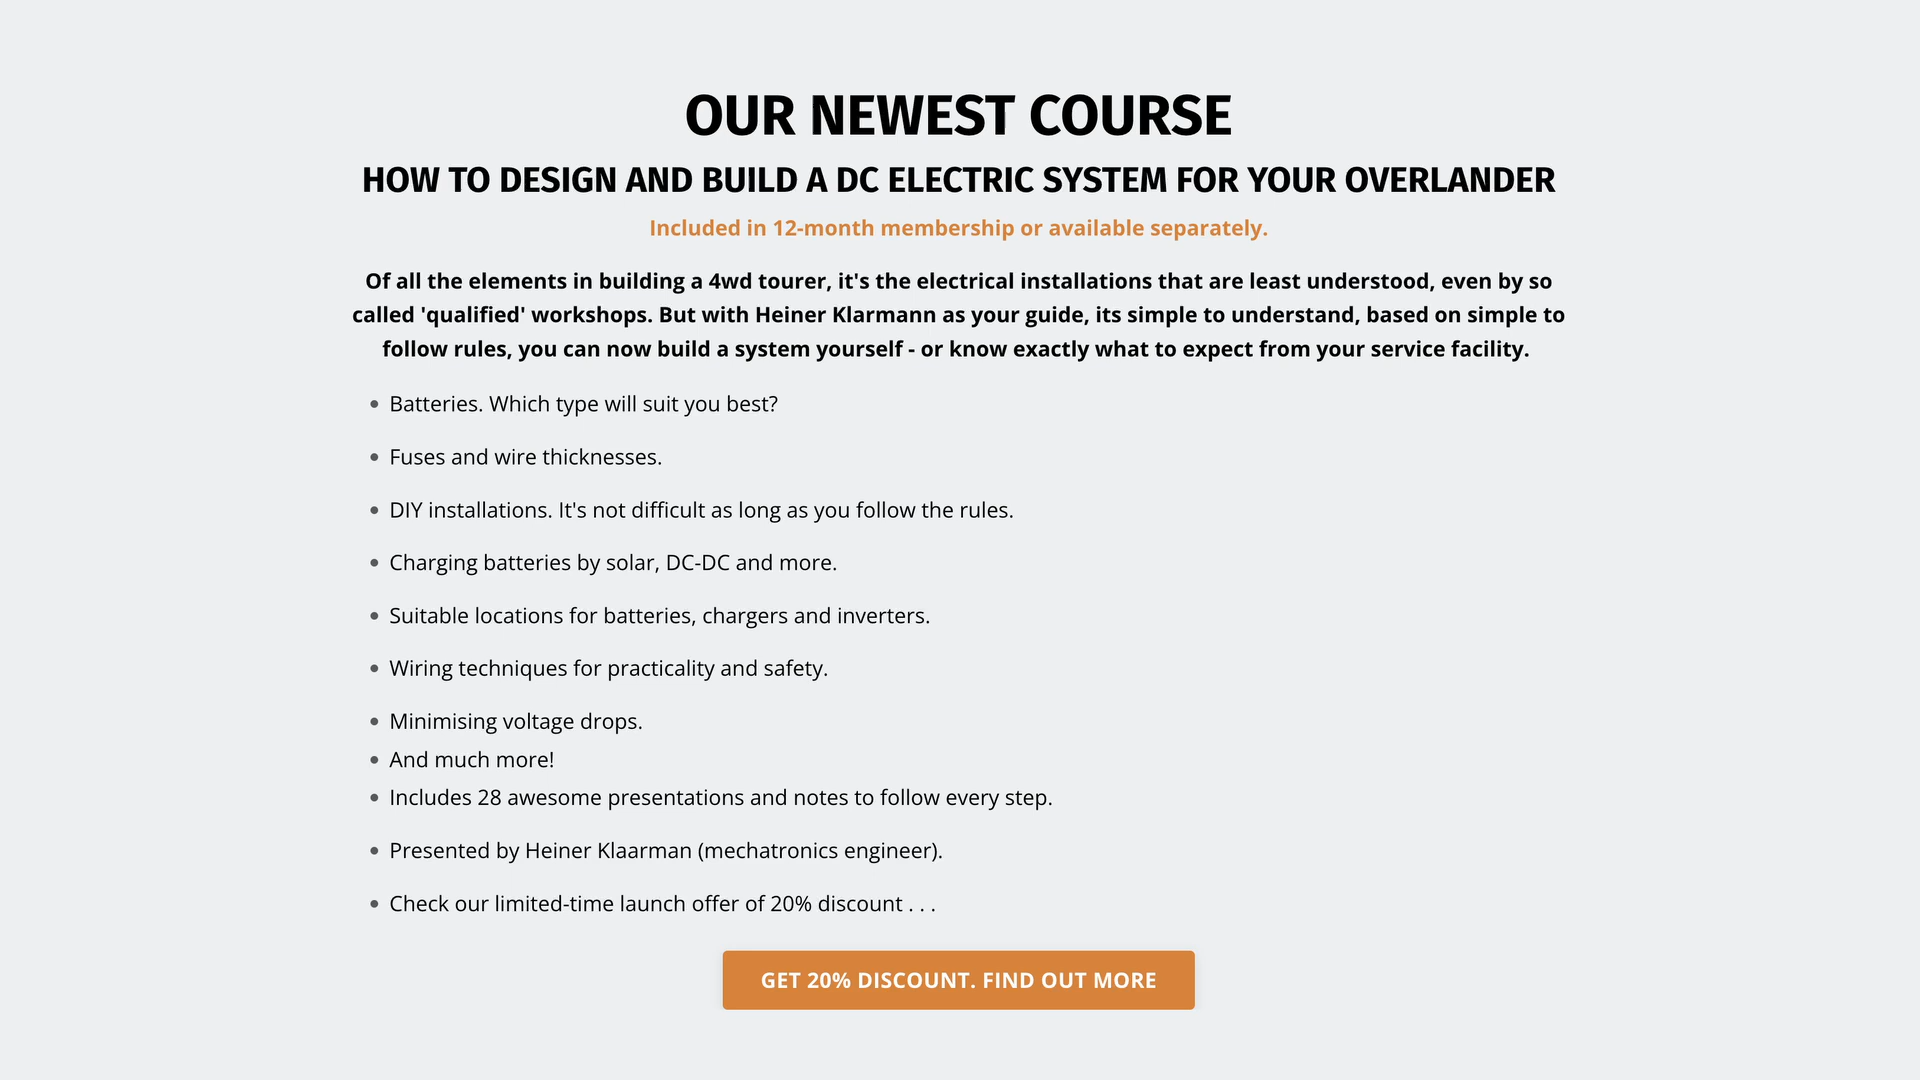 OUR NEWEST COURSE
HOW TO DESIGN AND BUILD A DC ELECTRIC SYSTEM FOR YOUR OVERLANDER
Included in 12-month membership or available separately.
Of all the elements in building a 4wd tourer, it's the electrical installations that are least understood, even by so
called 'qualified' workshops. But with Heiner Klarmann as your guide, its simple to understand, based on simple to
follow rules, you can now build a system yourself - or know exactly what to expect from your service facility.
• Batteries. Which type will suit you best?
• Fuses and wire thicknesses.
• DIY installations. It's not difficult as long as you follow the rules.
• Charging batteries by solar, DC-DC and more.
• Suitable locations for batteries, chargers and inverters.
• Wiring techniques for practicality and safety.
• Minimising voltage drops.
• And much more!
• Includes 28 awesome presentations and notes to follow every step.
• Presented by Heiner Klaarman (mechatronics engineer).
• Check our limited-time launch offer of 20% discount . . .
GET 20% DISCOUNT. FIND OUT MORE